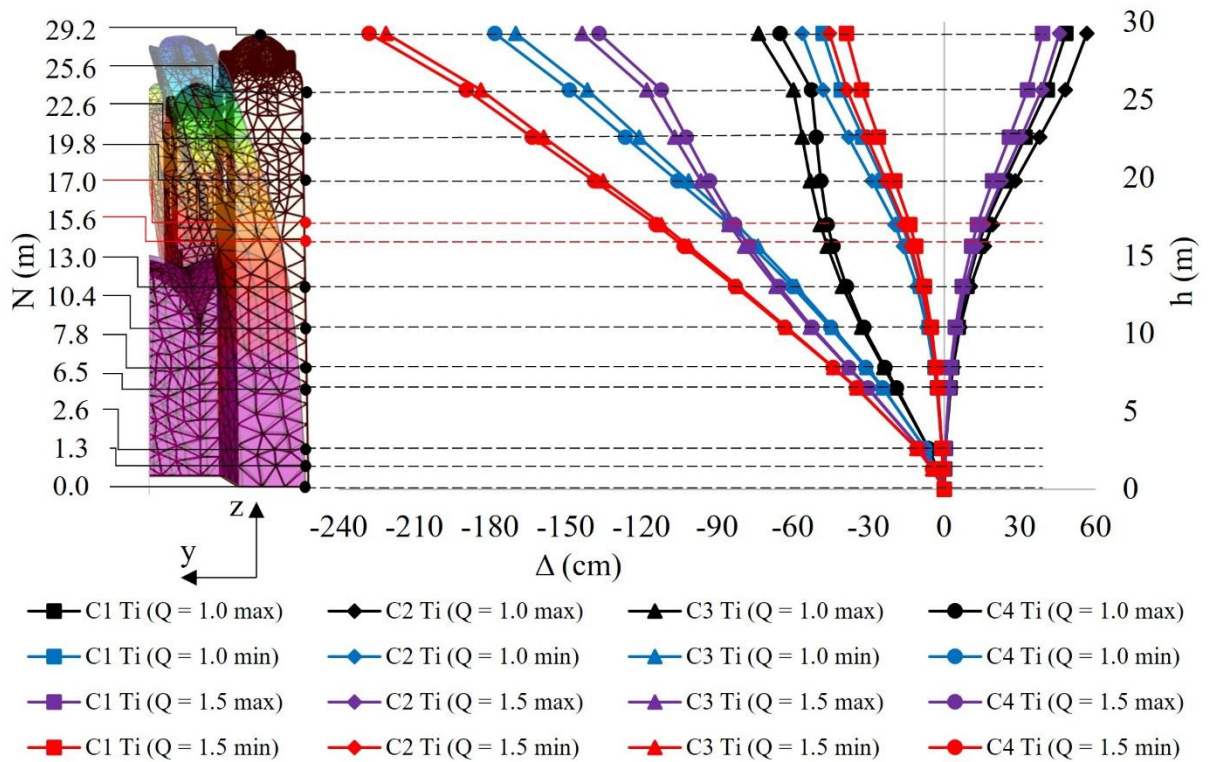 29.2
25.6
22.6
19.8
17.0
15.6
13.0
10.4
7.8
6.5
2.6
1.3
0.0
N (m)
z
y
30
25
20
15
10
5
0
h (m)
-240 -210 -180 -150 -120 -90 -60 -30 0 30 60
Δ (cm)
C1 Ti (Q = 1.0 max) C2 Ti (Q = 1.0 max) C3 Ti (Q = 1.0 max) C4 Ti (Q = 1.0 max)
C1 Ti (Q = 1.0 min) C2 Ti (Q = 1.0 min) C3 Ti (Q = 1.0 min) C4 Ti (Q = 1.0 min)
C1 Ti (Q = 1.5 max) C2 Ti (Q = 1.5 max) C3 Ti (Q = 1.5 max) C4 Ti (Q = 1.5 max)
C1 Ti (Q = 1.5 min) C2 Ti (Q = 1.5 min) C3 Ti (Q = 1.5 min) C4 Ti (Q = 1.5 min)